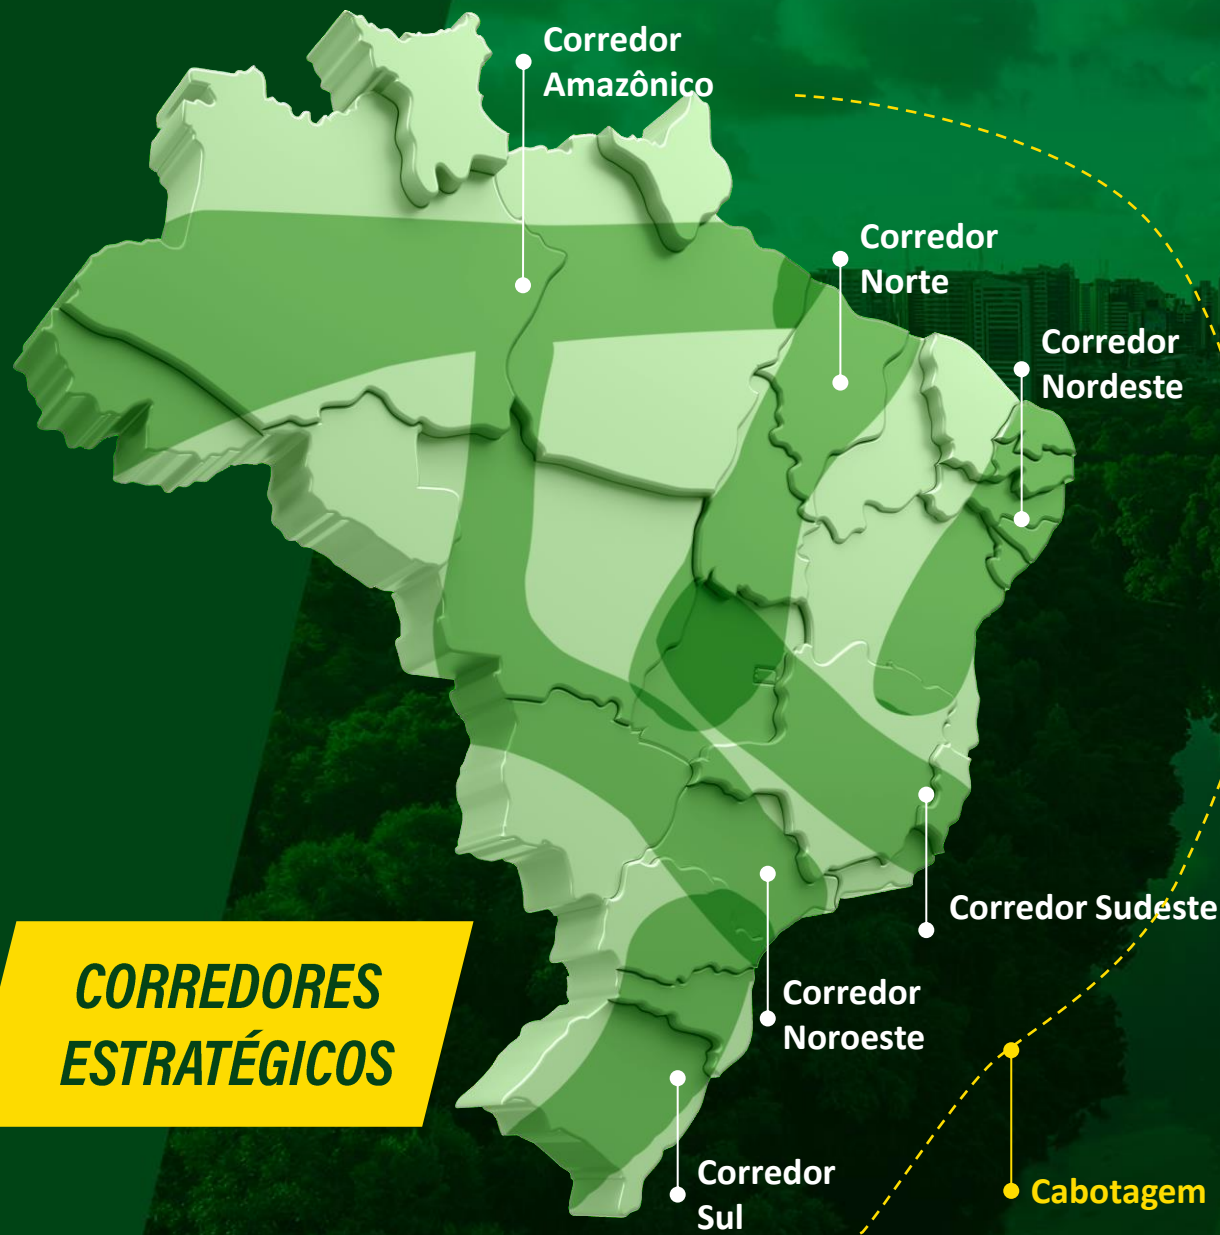 Corredor
Amazônico
Corredor
Norte
Corredor
Nordeste
Corredor Sudeste
CORREDORES
ESTRATÉGICOS
Corredor
Noroeste
Corredor
Sul
Cabotagem